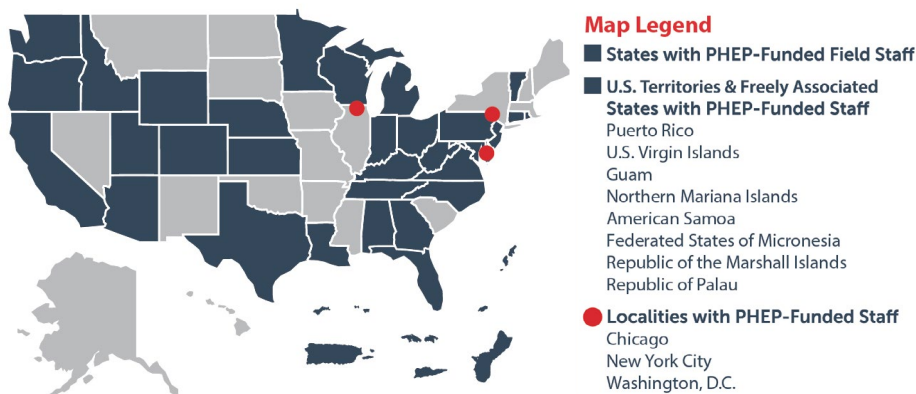 Map Legend
States with PHEP-Funded Field Staff
U.S. Territories & Freely Associated
States with PHEP-Funded Staff
Puerto Rico
U.S. Virgin Islands
Guam
Northern Mariana Islands
American Samoa
Federated States of Micronesia
Republic of the Marshall Islands
Republic of Palau
Localities with PHEP-Funded Staff
Chicago
New York City
Washington, D.C.